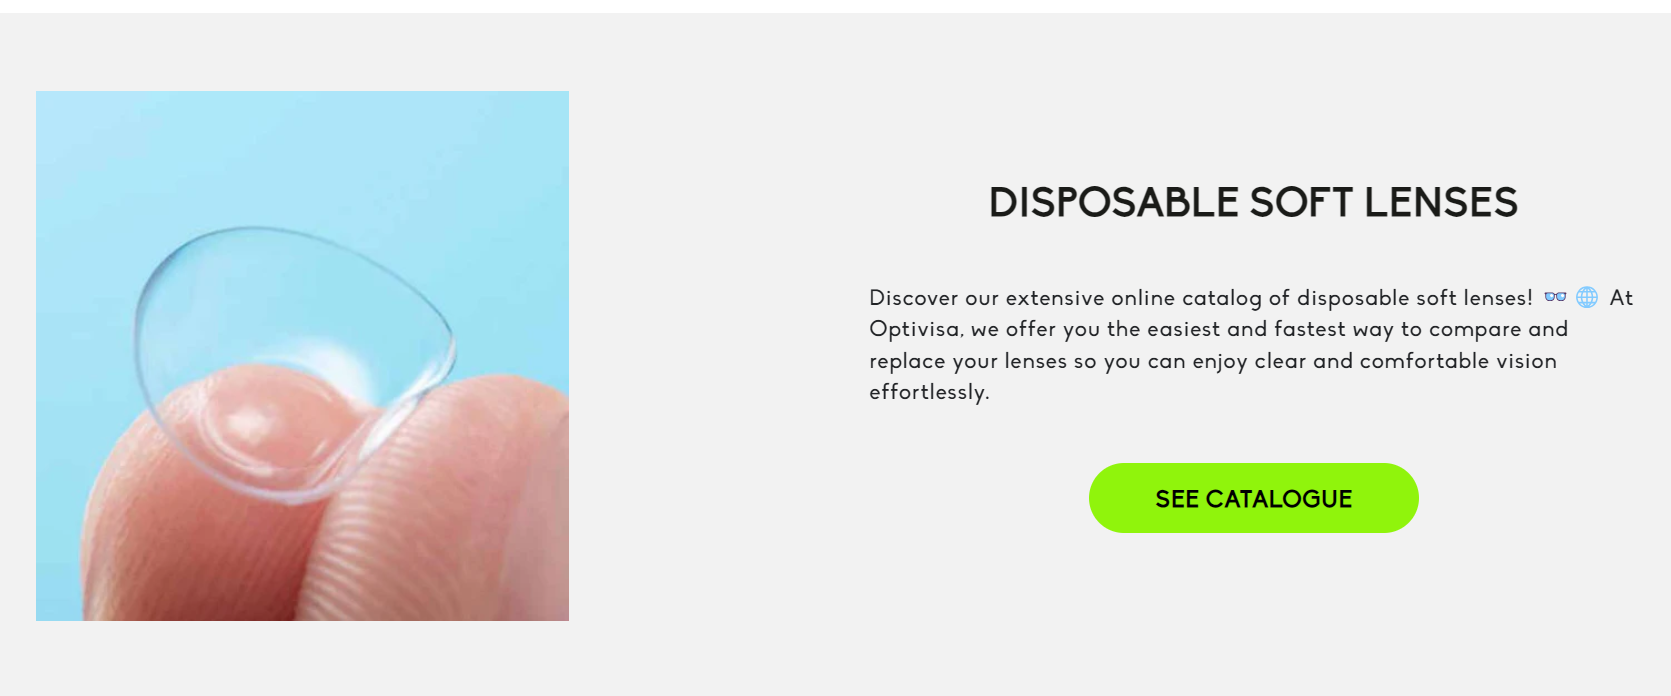 DISPOSABLE SOFT LENSES
Discover our extensive online catalog of disposable soft lenses! 👓 🌐 At
Optivisa, we offer you the easiest and fastest way to compare and
replace your lenses so you can enjoy clear and comfortable vision
effortlessly.
SEE CATALOGUE